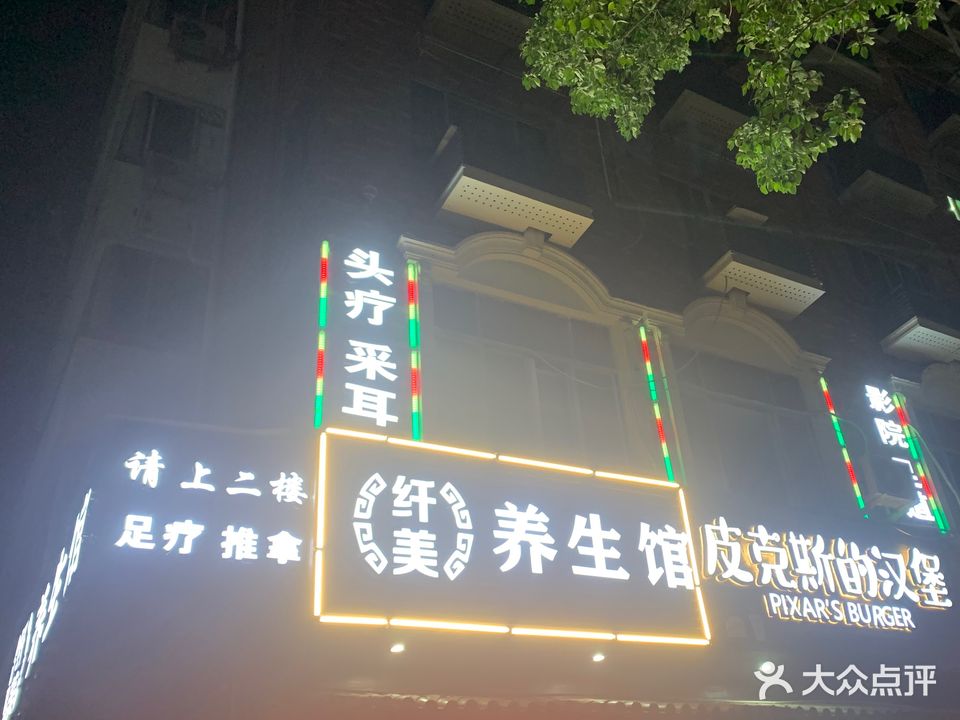 头疗 采耳
请上二楼
足疗 推拿
纤美
养生馆
皮克斯的汉堡
PIXAR'S BURGER
影院
大众点评